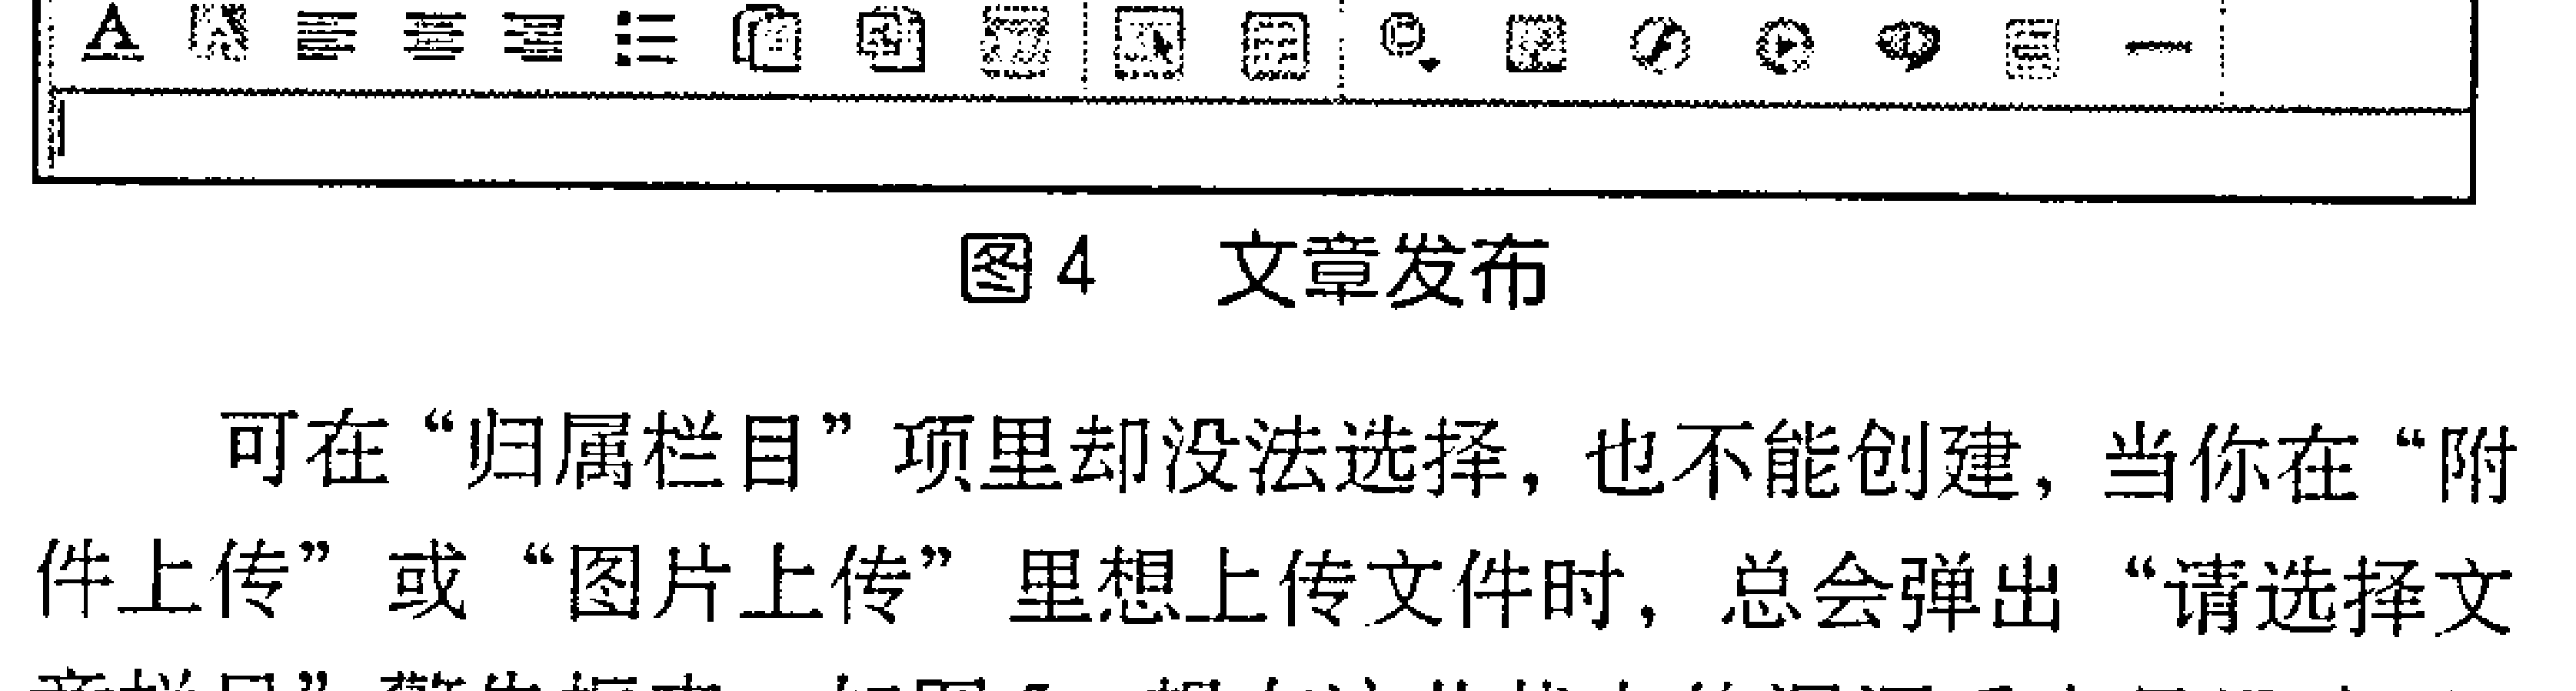 图4 文章发布
可在“归属栏目”项里却没法选择，也不能创建，当你在“附
件上传”或“图片上传”里想上传文件时，总会弹出“请选择文